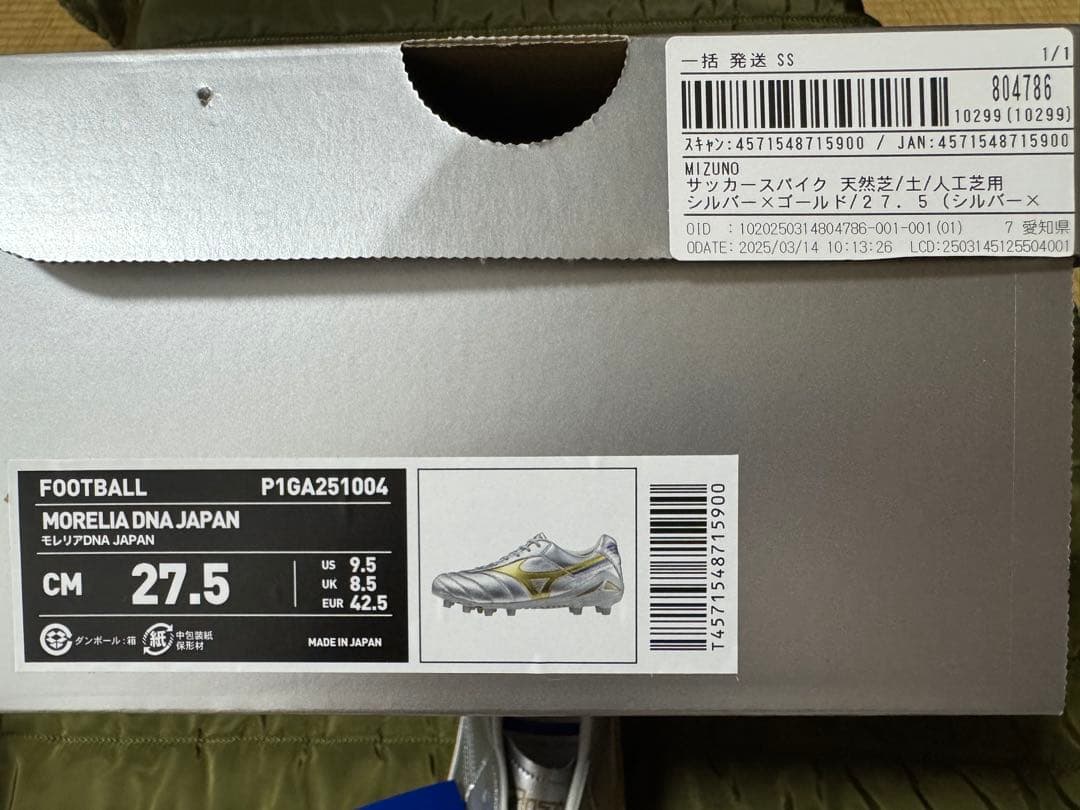 一括 発送 SS 1/1
804786
10299(10299)
ｽｷｬﾝ:4571548715900 / JAN:4571548715900
MIZUNO
サッカースパイク 天然芝/土/人工芝用
シルバー×ゴールド/２７．５（シルバー×
OID :1020250314804786-001-001(01) 7 愛知県
ODATE:2025/03/14 10:13:26 LCD:2503145125504001
FOOTBALL P1GA251004
MORELIA DNA JAPAN
モレリアDNA JAPAN
CM 27.5
US 9.5
UK 8.5
EUR 42.5
ダンボール:箱
紙
中包装紙
保形材
MADE IN JAPAN
T4571548715900